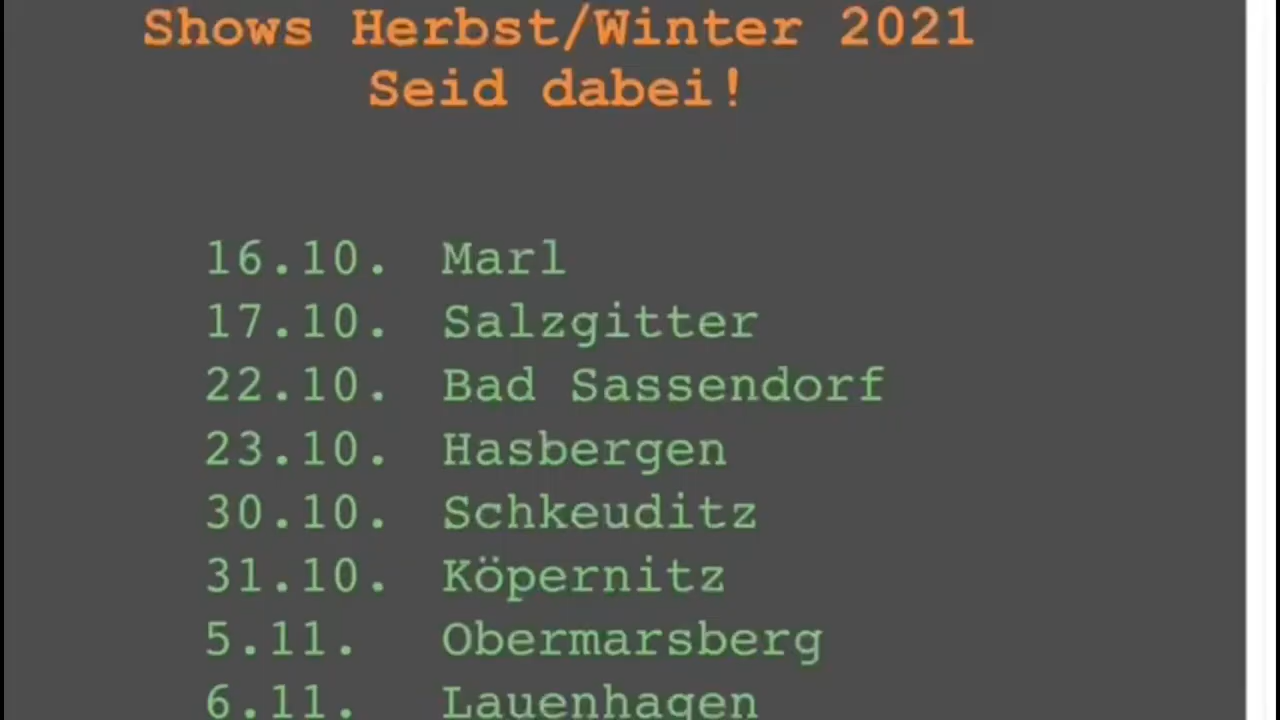 Shows Herbst/Winter 2021
Seid dabei!
16.10. Marl
17.10. Salzgitter
22.10. Bad Sassendorf
23.10. Hasbergen
30.10. Schkeuditz
31.10. Köpernitz
5.11. Obermarsberg
6.11. Lauenhagen